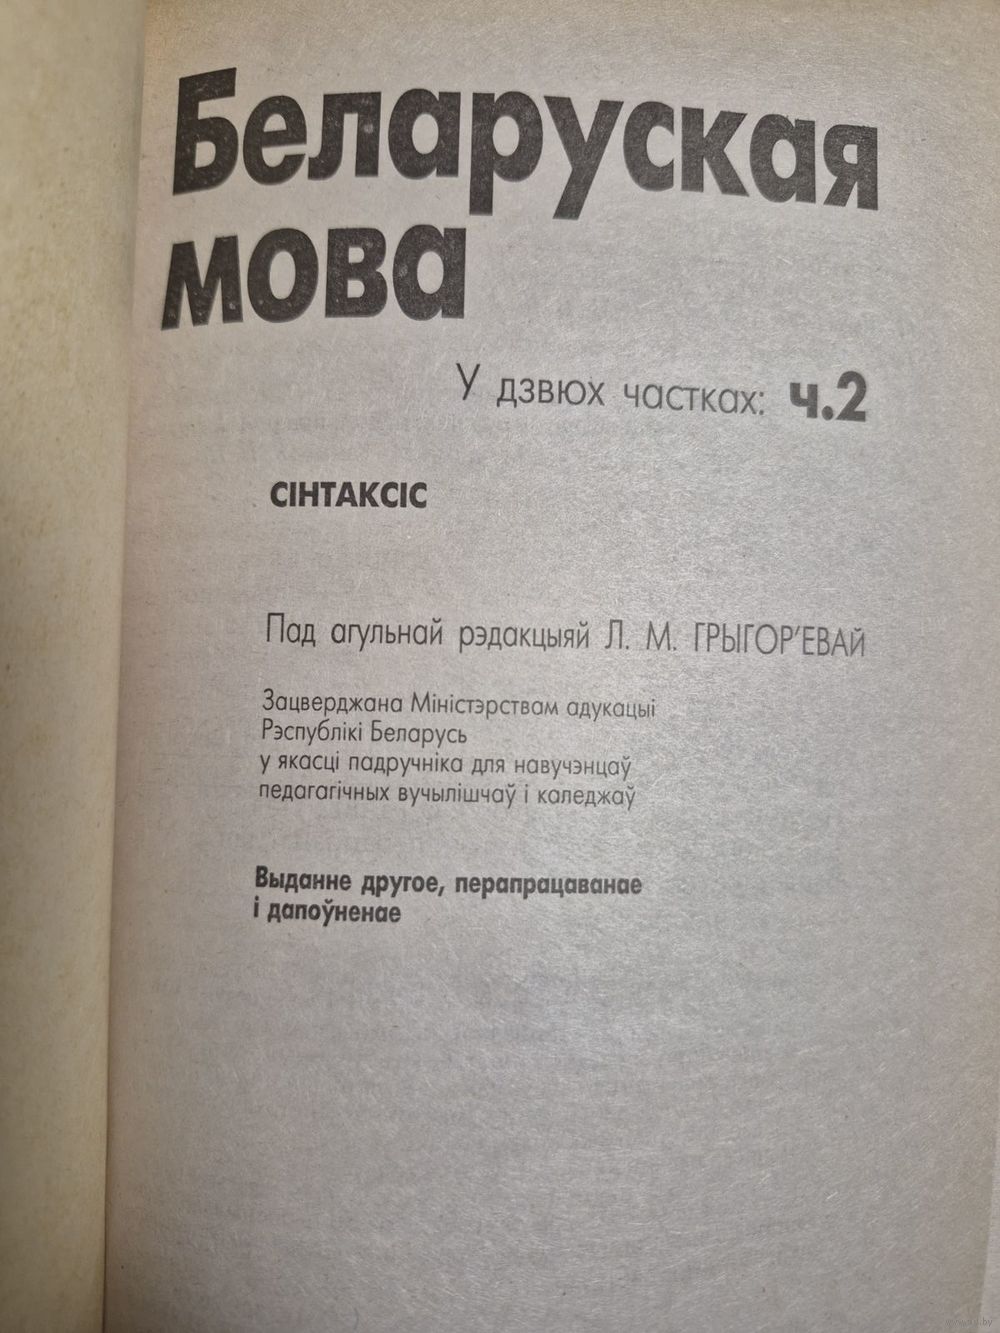 Беларуская
мова
У дзвюх частках: ч.2
СІНТАКСІС
Пад агульнай рэдакцыяй Л. М. ГРЫГОР'ЕВАЙ
Зацверджана Міністэрствам адукацыі
Рэспублікі Беларусь
у якасці падручніка для навучэнцаў
педагагічных вучылішчаў і каледжаў
Выданне другое, перапрацаванае
і дапоўненае